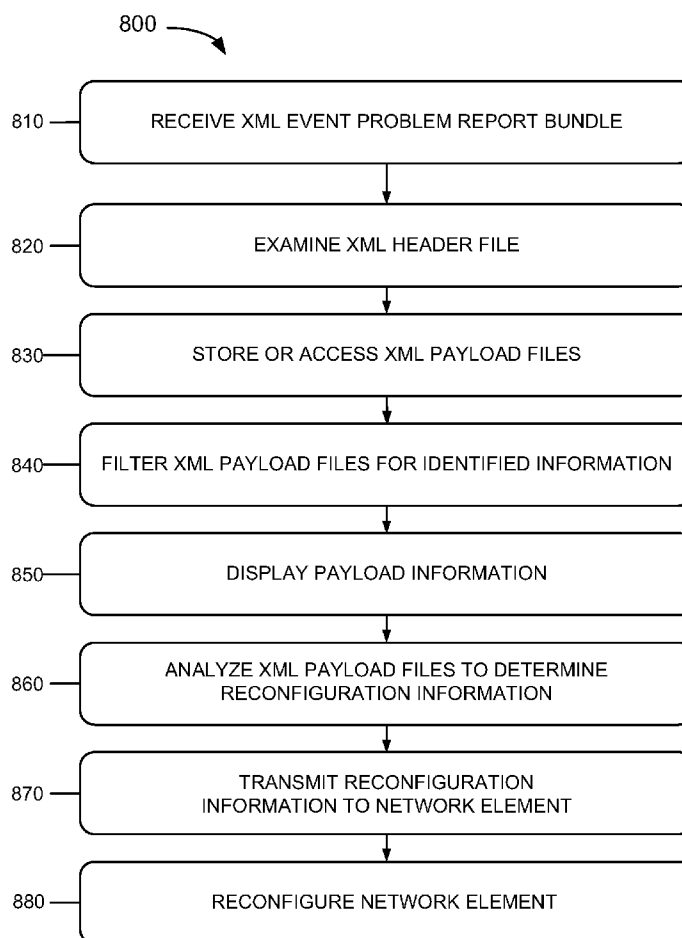 800
810
RECEIVE XML EVENT PROBLEM REPORT BUNDLE
820
EXAMINE XML HEADER FILE
830
STORE OR ACCESS XML PAYLOAD FILES
840
FILTER XML PAYLOAD FILES FOR IDENTIFIED INFORMATION
850
DISPLAY PAYLOAD INFORMATION
860
ANALYZE XML PAYLOAD FILES TO DETERMINE
RECONFIGURATION INFORMATION
870
TRANSMIT RECONFIGURATION
INFORMATION TO NETWORK ELEMENT
880
RECONFIGURE NETWORK ELEMENT